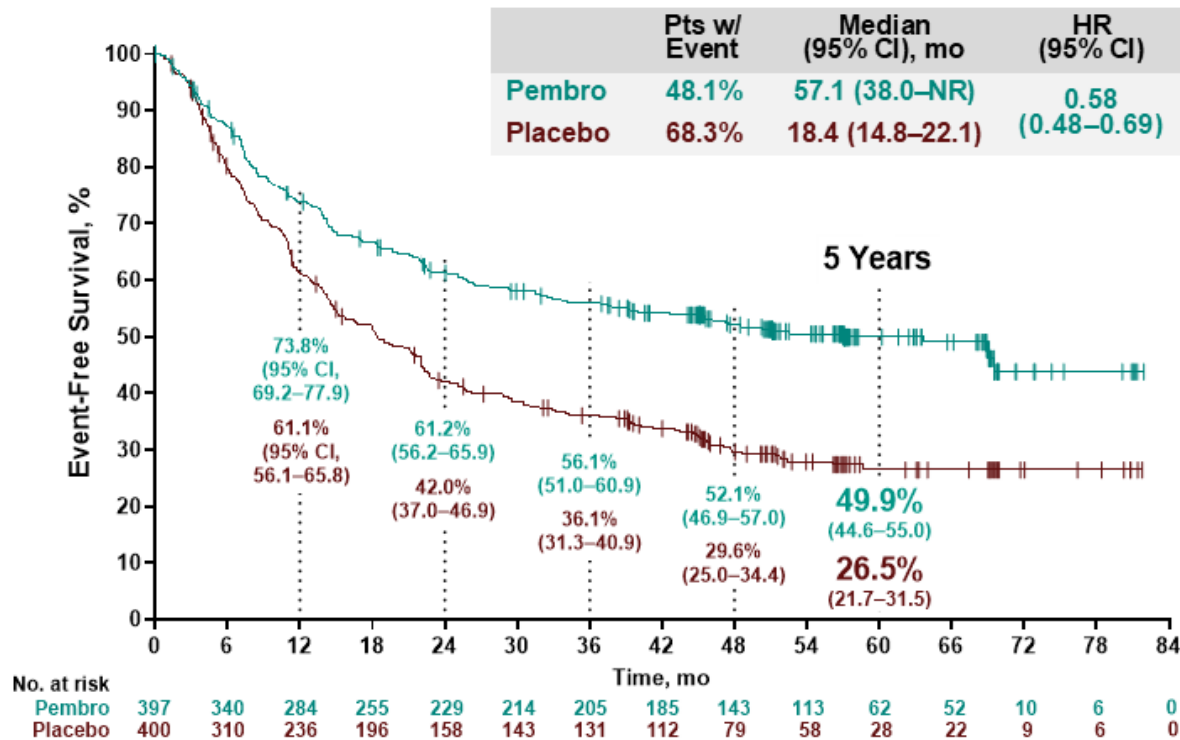 Pts w/ Event Median (95% CI), mo HR (95% CI)
Pembro 48.1% 57.1 (38.0–NR) 0.58 (0.48–0.69)
Placebo 68.3% 18.4 (14.8–22.1)
Event-Free Survival, %
100
90
80
70
60
50
40
30
20
10
0
5 Years
73.8%
(95% CI,
69.2–77.9)
61.1%
(95% CI,
56.1–65.8)
61.2%
(56.2–65.9)
42.0%
(37.0–46.9)
56.1%
(51.0–60.9)
36.1%
(31.3–40.9)
52.1%
(46.9–57.0)
29.6%
(25.0–34.4)
49.9%
(44.6–55.0)
26.5%
(21.7–31.5)
0 6 12 18 24 30 36 42 48 54 60 66 72 78 84
Time, mo
No. at risk
Pembro 397 340 284 255 229 214 205 185 143 113 62 52 10 6 0
Placebo 400 310 236 196 158 143 131 112 79 58 28 22 9 6 0